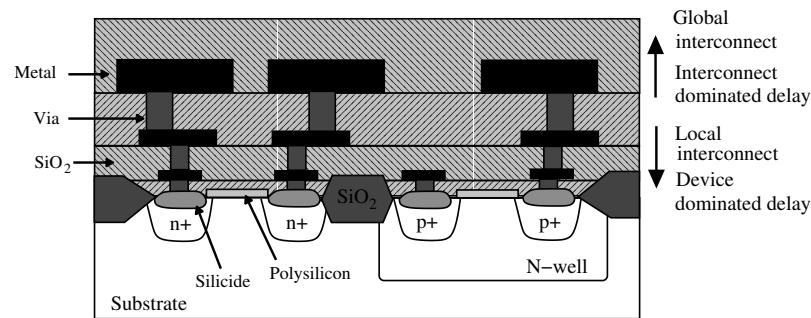 Metal
Via
SiO2
Global
interconnect
Interconnect
dominated delay
Local
interconnect
Device
dominated delay
SiO2
n+
n+
p+
p+
Silicide
Polysilicon
N−well
Substrate